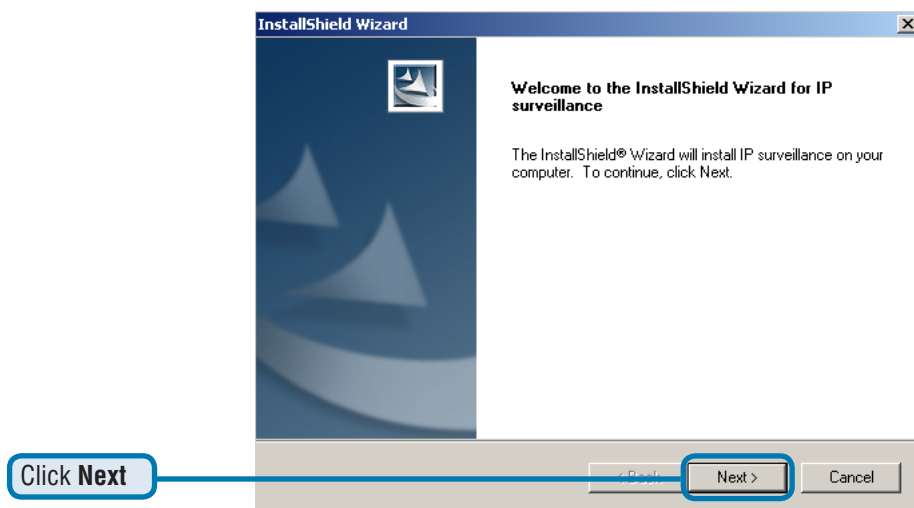 InstallShield Wizard
Welcome to the InstallShield Wizard for IP
surveillance
The InstallShield® Wizard will install IP surveillance on your
computer. To continue, click Next.
Click Next
< Back
Next >
Cancel